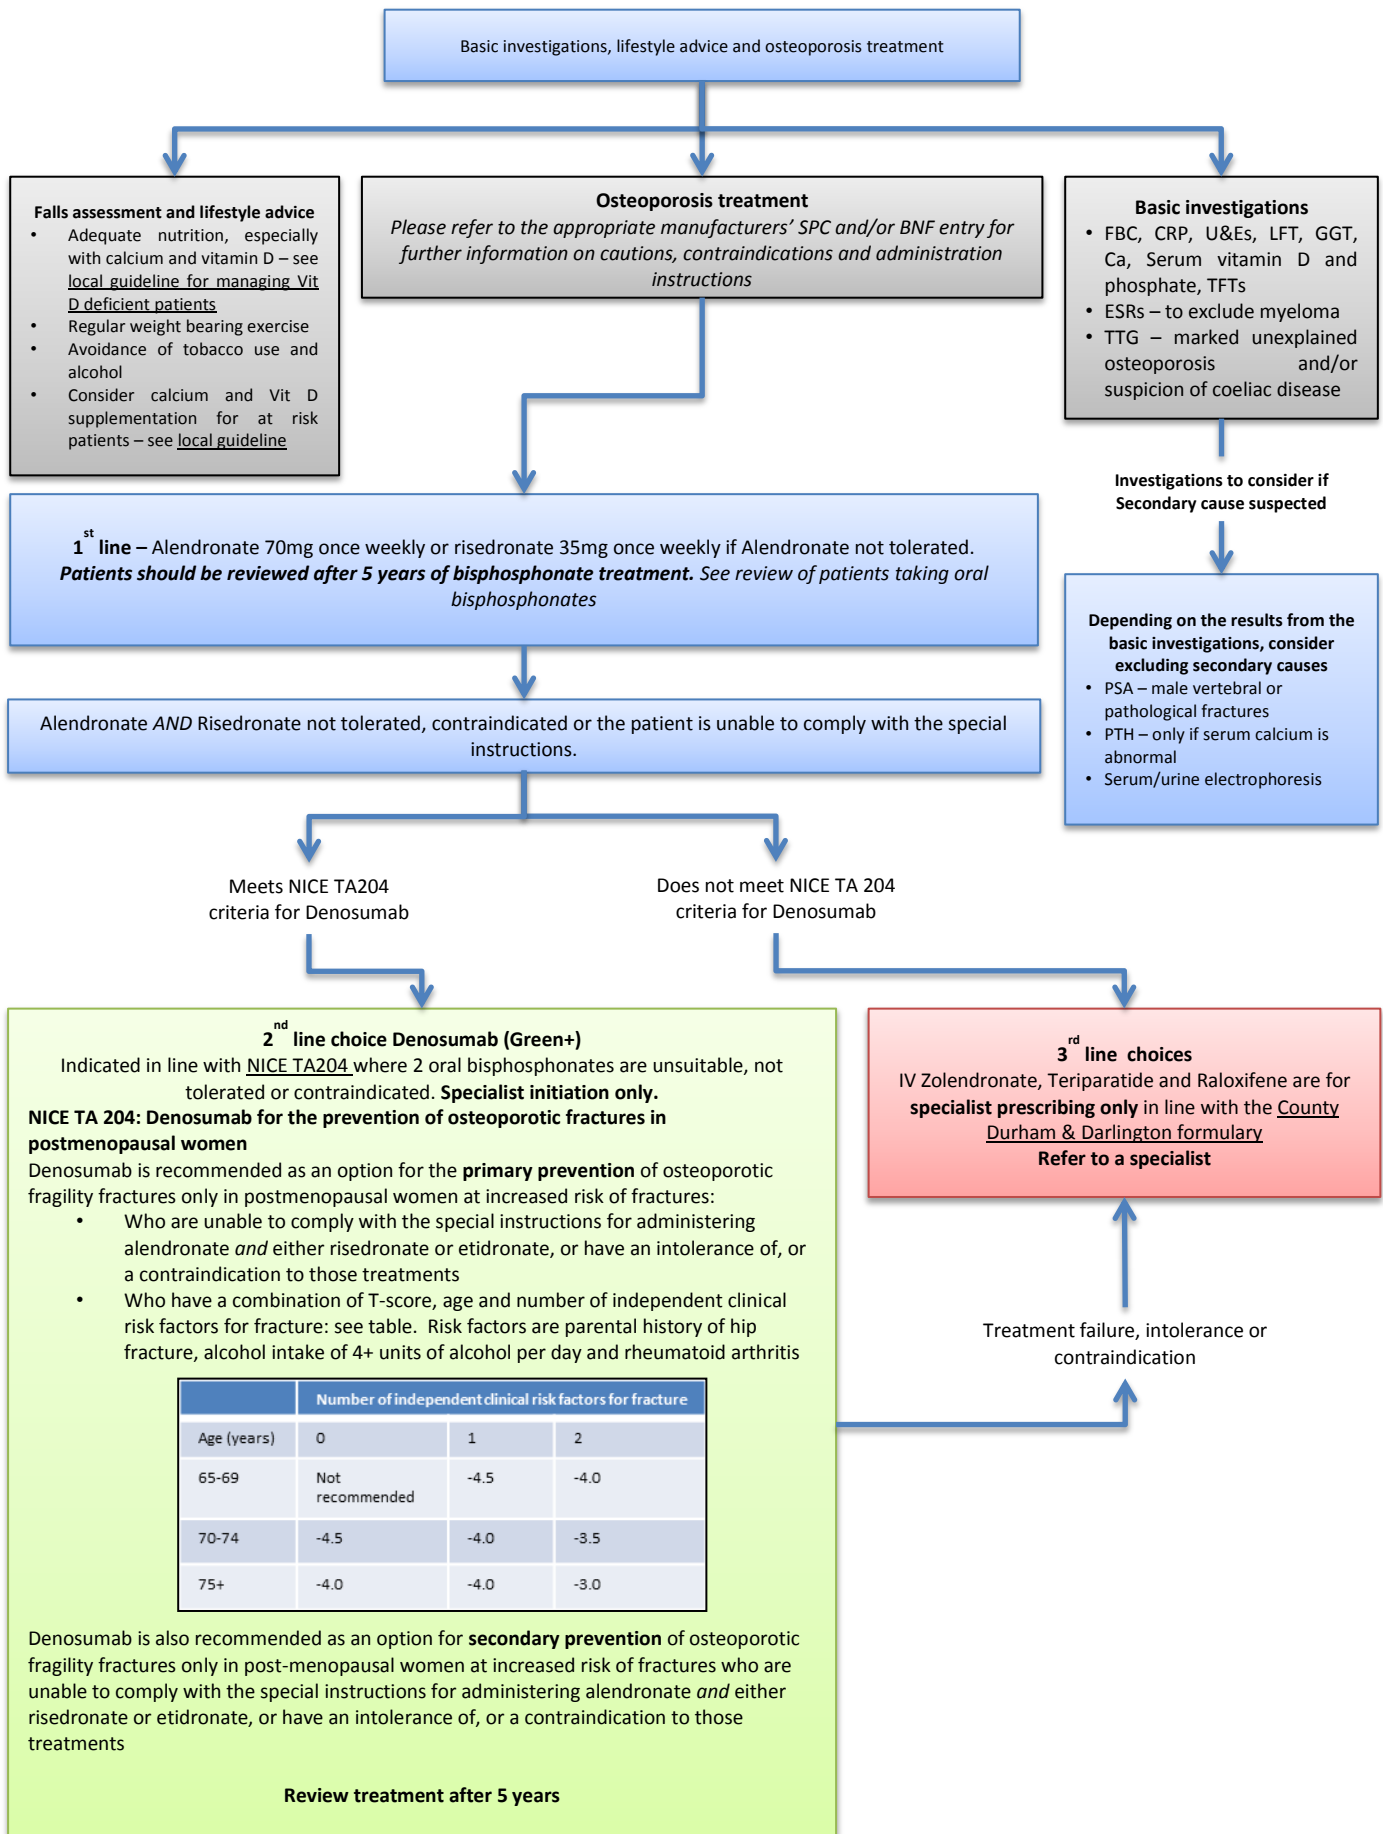 Basic investigations, lifestyle advice and osteoporosis treatment
Falls assessment and lifestyle advice
• Adequate nutrition, especially
with calcium and vitamin D – see
local guideline for managing Vit
D deficient patients
• Regular weight bearing exercise
• Avoidance of tobacco use and
alcohol
• Consider calcium and Vit D
supplementation for at risk
patients – see local guideline
Osteoporosis treatment
Please refer to the appropriate manufacturers’ SPC and/or BNF entry for
further information on cautions, contraindications and administration
instructions
Basic investigations
• FBC, CRP, U&Es, LFT, GGT,
Ca, Serum vitamin D and
phosphate, TFTs
• ESRs – to exclude myeloma
• TTG – marked unexplained
osteoporosis and/or
suspicion of coeliac disease
Investigations to consider if
Secondary cause suspected
1st line – Alendronate 70mg once weekly or risedronate 35mg once weekly if Alendronate not tolerated.
Patients should be reviewed after 5 years of bisphosphonate treatment. See review of patients taking oral
bisphosphonates
Depending on the results from the
basic investigations, consider
excluding secondary causes
• PSA – male vertebral or
pathological fractures
• PTH – only if serum calcium is
abnormal
• Serum/urine electrophoresis
Alendronate AND Risedronate not tolerated, contraindicated or the patient is unable to comply with the special
instructions.
Meets NICE TA204
criteria for Denosumab
Does not meet NICE TA 204
criteria for Denosumab
2nd line choice Denosumab (Green+)
Indicated in line with NICE TA204 where 2 oral bisphosphonates are unsuitable, not
tolerated or contraindicated. Specialist initiation only.
NICE TA 204: Denosumab for the prevention of osteoporotic fractures in
postmenopausal women
Denosumab is recommended as an option for the primary prevention of osteoporotic
fragility fractures only in postmenopausal women at increased risk of fractures:
• Who are unable to comply with the special instructions for administering
alendronate and either risedronate or etidronate, or have an intolerance of, or
a contraindication to those treatments
• Who have a combination of T-score, age and number of independent clinical
risk factors for fracture: see table. Risk factors are parental history of hip
fracture, alcohol intake of 4+ units of alcohol per day and rheumatoid arthritis
Number of independent clinical risk factors for fracture
Age (years) 0 1 2
65-69 Not recommended -4.5 -4.0
70-74 -4.5 -4.0 -3.5
75+ -4.0 -4.0 -3.0
Denosumab is also recommended as an option for secondary prevention of osteoporotic
fragility fractures only in post-menopausal women at increased risk of fractures who are
unable to comply with the special instructions for administering alendronate and either
risedronate or etidronate, or have an intolerance of, or a contraindication to those
treatments
Review treatment after 5 years
3rd line choices
IV Zolendronate, Teriparatide and Raloxifene are for
specialist prescribing only in line with the County
Durham & Darlington formulary
Refer to a specialist
Treatment failure, intolerance or
contraindication